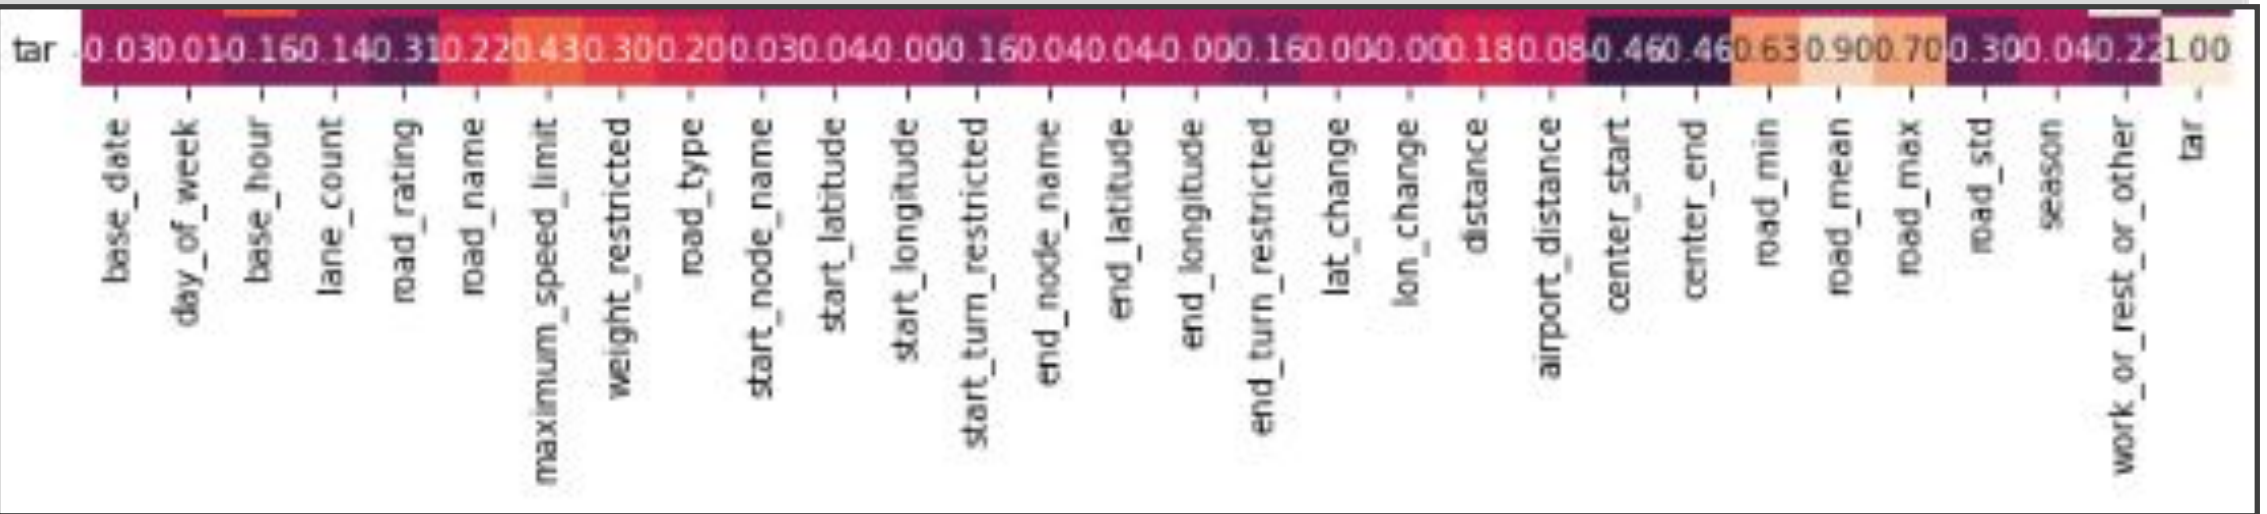 tar -0.03 0.01 -0.16 -0.14 -0.31 0.22 0.43 0.30 0.20 0.03 0.04 -0.00 -0.16 0.04 0.04 -0.00 -0.16 0.00 0.00 0.18 0.08 -0.46 -0.46 0.63 0.90 0.70 -0.30 0.04 -0.22 1.00
base_date
day_of_week
base_hour
lane_count
road_rating
road_name
maximum_speed_limit
weight_restricted
road_type
start_node_name
start_latitude
start_longitude
start_turn_restricted
end_node_name
end_latitude
end_longitude
end_turn_restricted
lat_change
lon_change
distance
airport_distance
center_start
center_end
road_min
road_mean
road_max
road_std
season
work_or_rest_or_other
tar